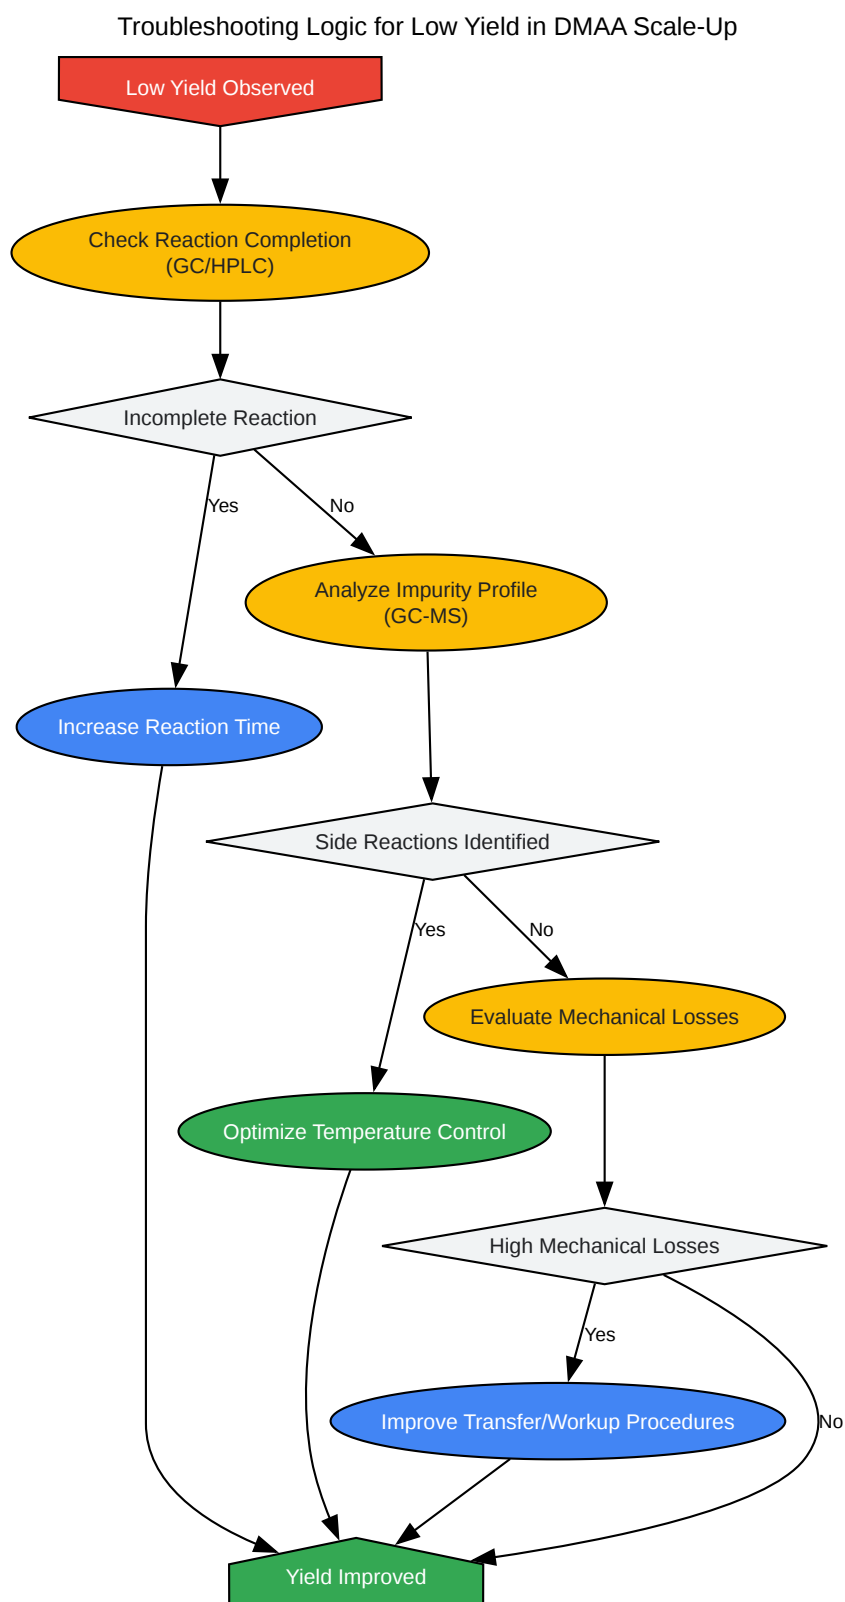 Troubleshooting Logic for Low Yield in DMAA Scale-Up
Low Yield Observed
Check Reaction Completion
(GC/HPLC)
Incomplete Reaction
Yes
No
Analyze Impurity Profile
(GC-MS)
Increase Reaction Time
Side Reactions Identified
Yes
No
Evaluate Mechanical Losses
Optimize Temperature Control
High Mechanical Losses
Yes
Improve Transfer/Workup Procedures
No
Yield Improved